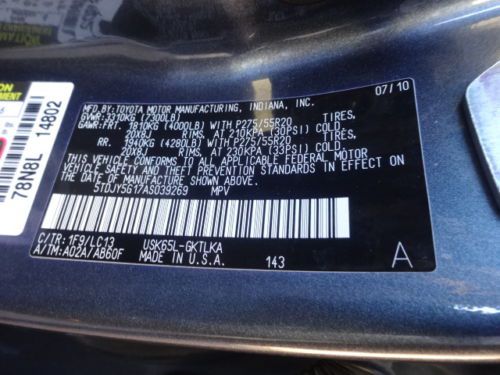 MFD. BY: TOYOTA MOTOR MANUFACTURING, INDIANA, INC. 07/10
GVWR: 3310KG (7300LB)
GAWR: FRT. 1810KG (4000LB) WITH P275/55R20 TIRES,
20X8J RIMS, AT 210KPA (30PSI) COLD.
RR. 1940KG (4280LB) WITH P275/55R20 TIRES,
20X8J RIMS, AT 230KPA (33PSI) COLD.
THIS VEHICLE CONFORMS TO ALL APPLICABLE FEDERAL MOTOR
VEHICLE SAFETY AND THEFT PREVENTION STANDARDS IN EFFECT
ON THE DATE OF MANUFACTURE SHOWN ABOVE.
5TDJY5G17AS039269 MPV
C/TR: 1F9/LC13 USK65L-GKTLKA
A/TM: A02A/AB60F MADE IN U.S.A. 143 A
78N8L 14802